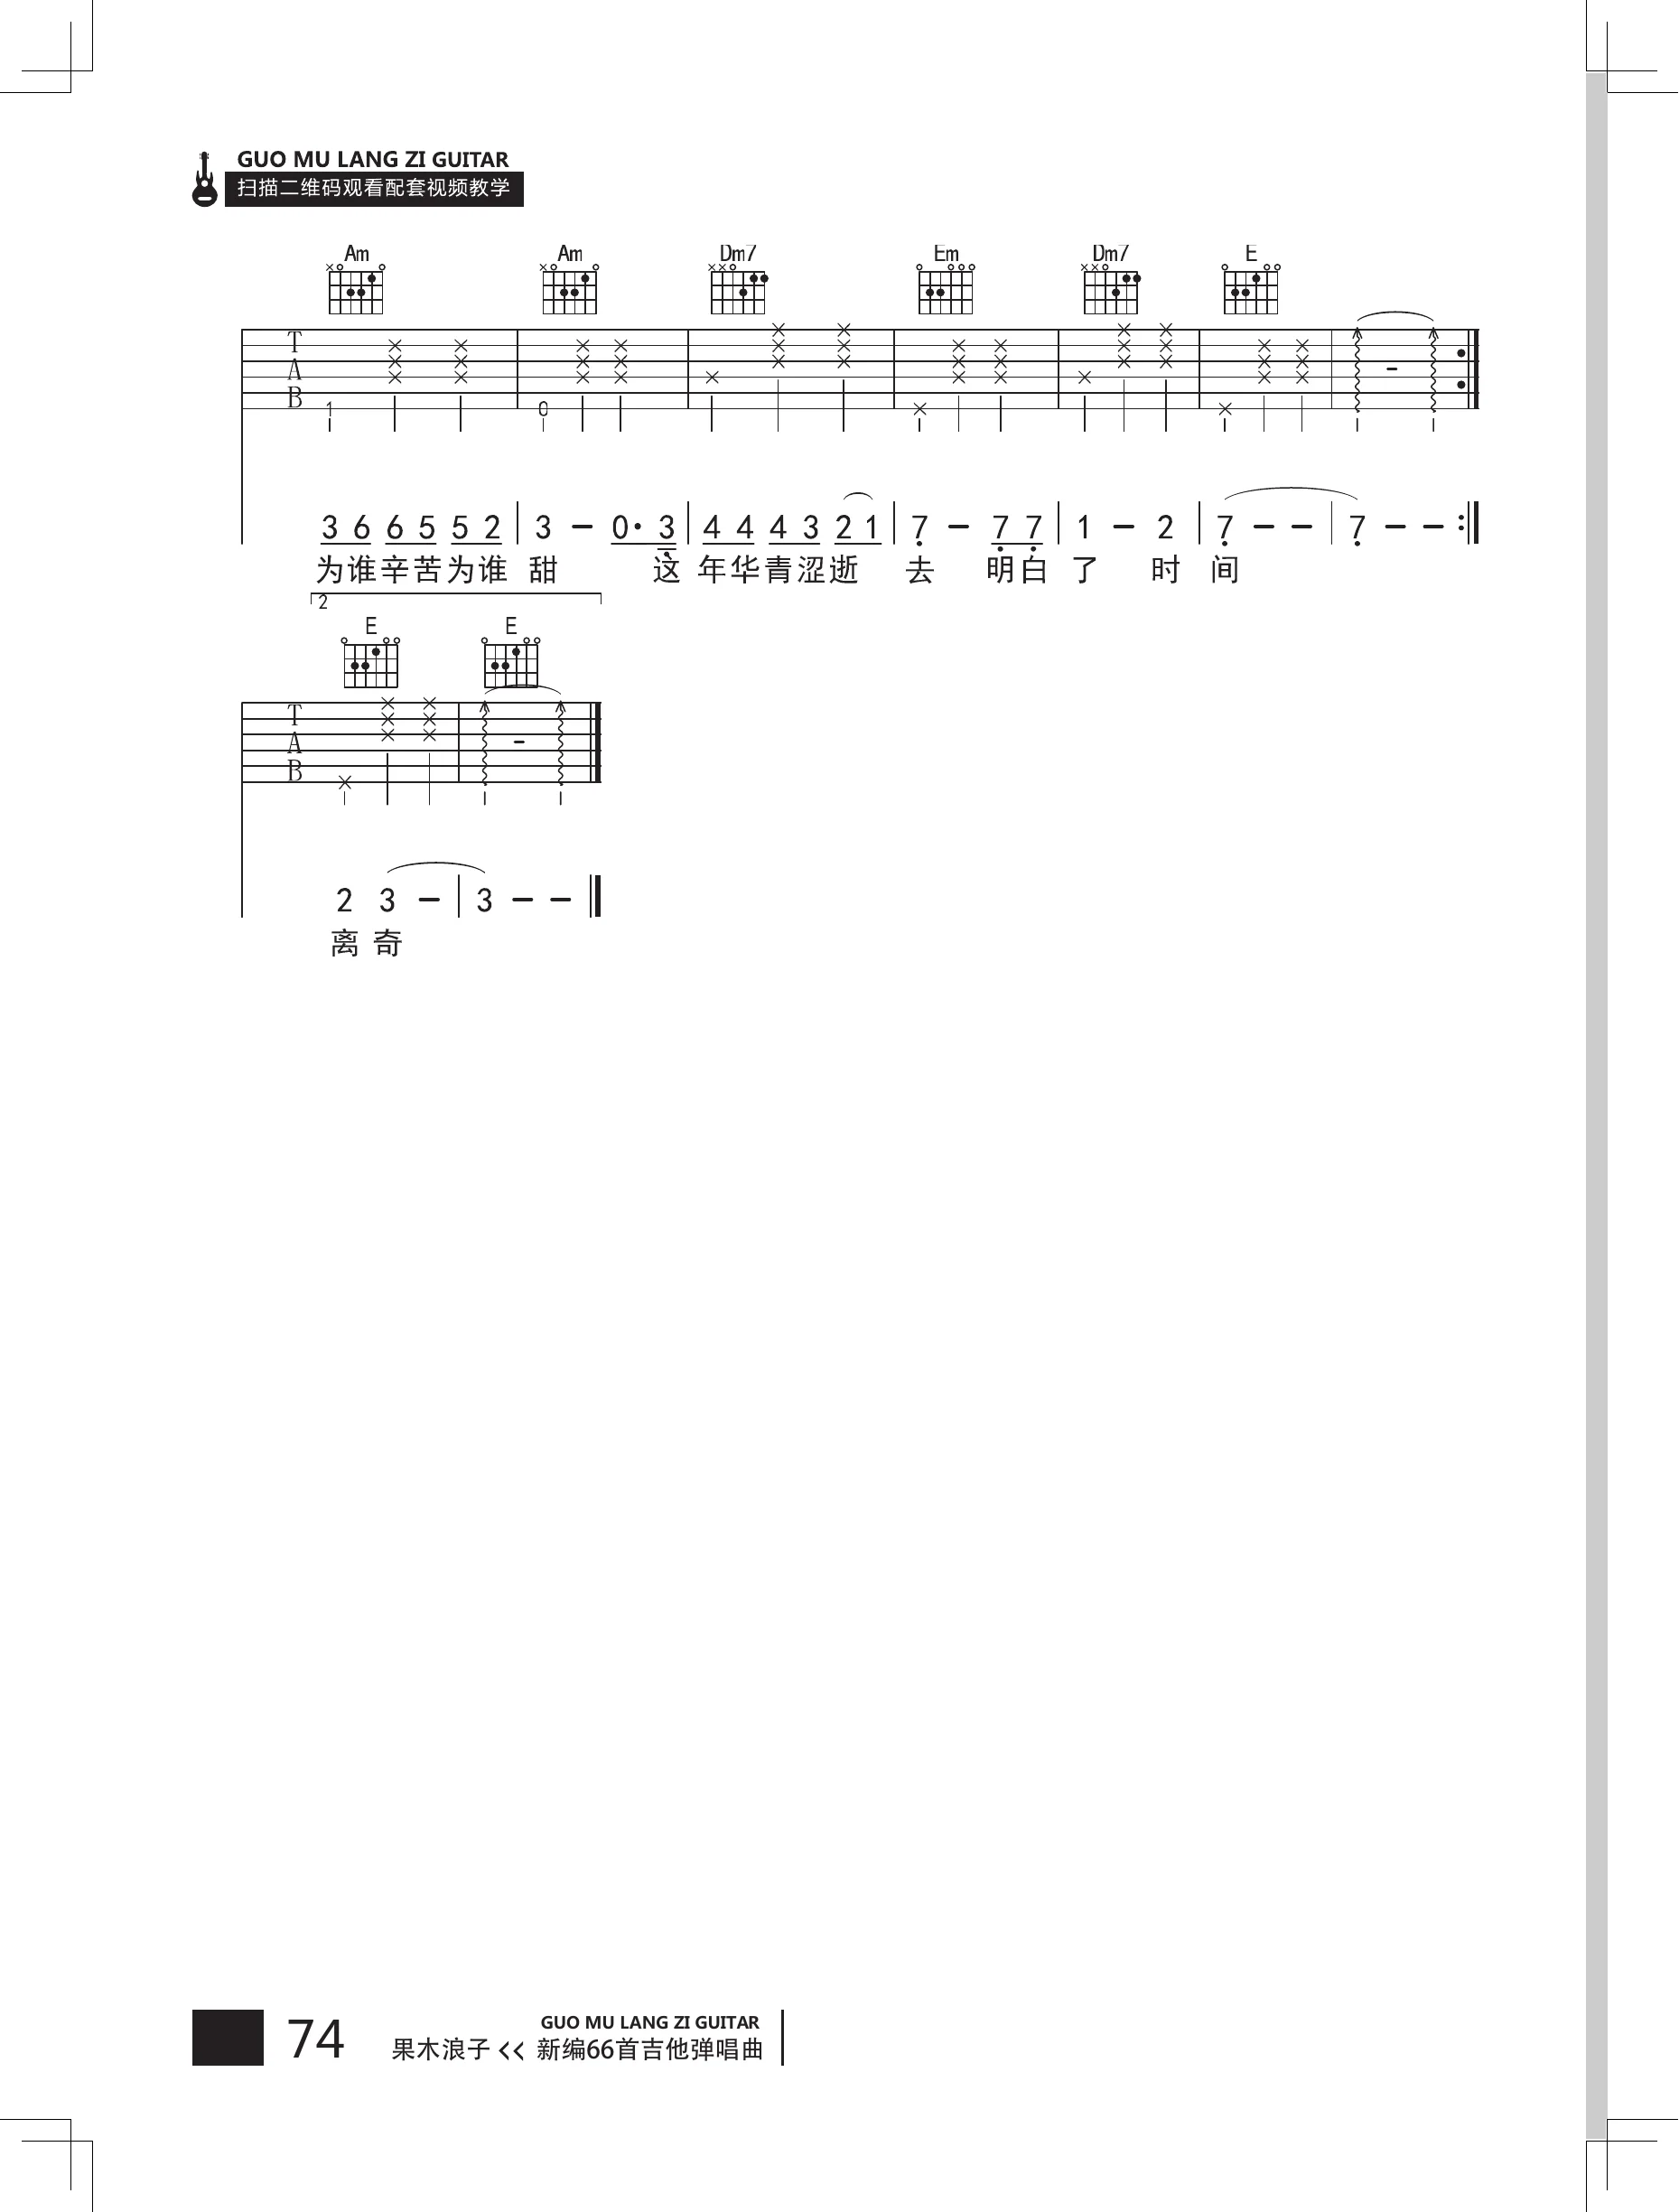 GUO MU LANG ZI GUITAR
扫描二维码观看配套视频教学
Am Am Dm7 Em Dm7 E
T
A
B
1 0
3 6 6 5 5 2 3 - 0· 3 4 4 4 3 2 1 7 - 7 7 1 - 2 7 - - 7 - - :
为谁辛苦为谁 甜 这 年华青涩逝 去 明白 了 时 间
2
E E
T
A
B
2 3 - 3 - -
离 奇
74 果木浪子 << GUO MU LANG ZI GUITAR
新编66首吉他弹唱曲